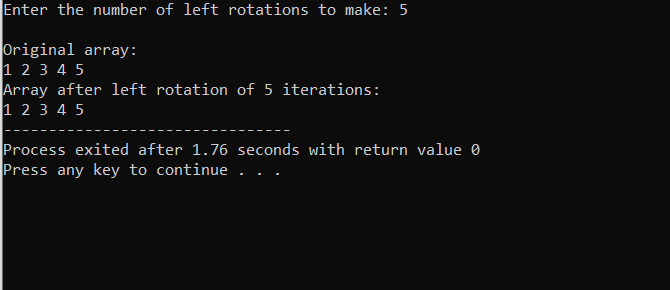 Enter the number of left rotations to make: 5
Original array:
1 2 3 4 5
Array after left rotation of 5 iterations:
1 2 3 4 5
--------------------------------
Process exited after 1.76 seconds with return value 0
Press any key to continue . . .